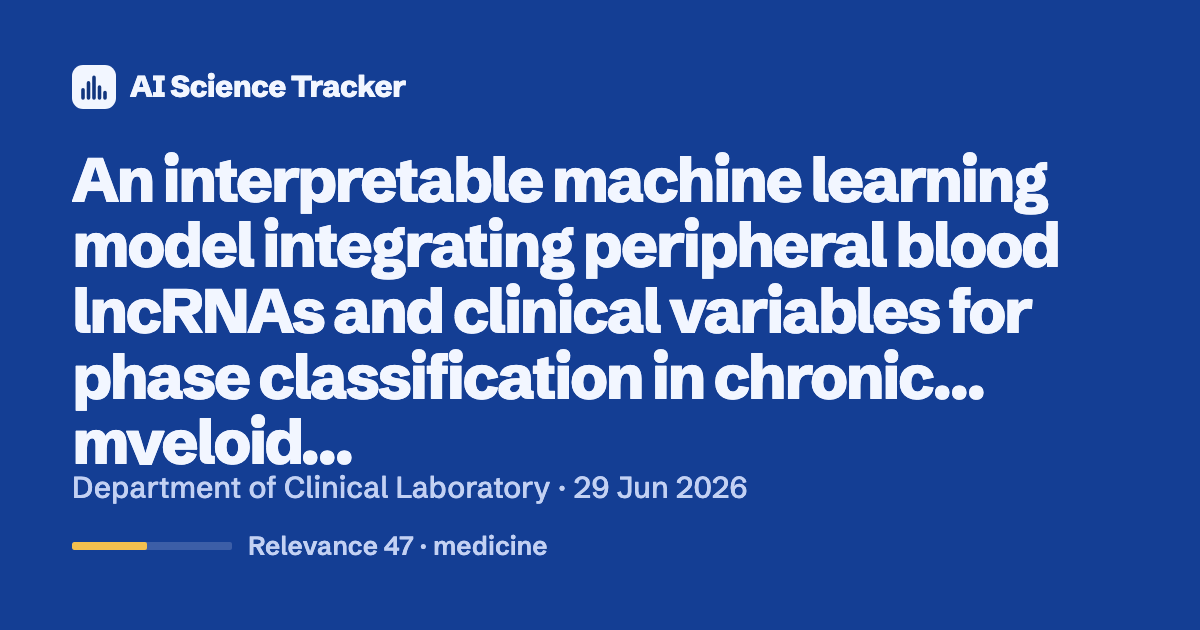 AI Science Tracker
An interpretable machine learning
model integrating peripheral blood
lncRNAs and clinical variables for
phase classification in chronic...
myeloid...
Department of Clinical Laboratory · 29 Jun 2026
Relevance 47 · medicine